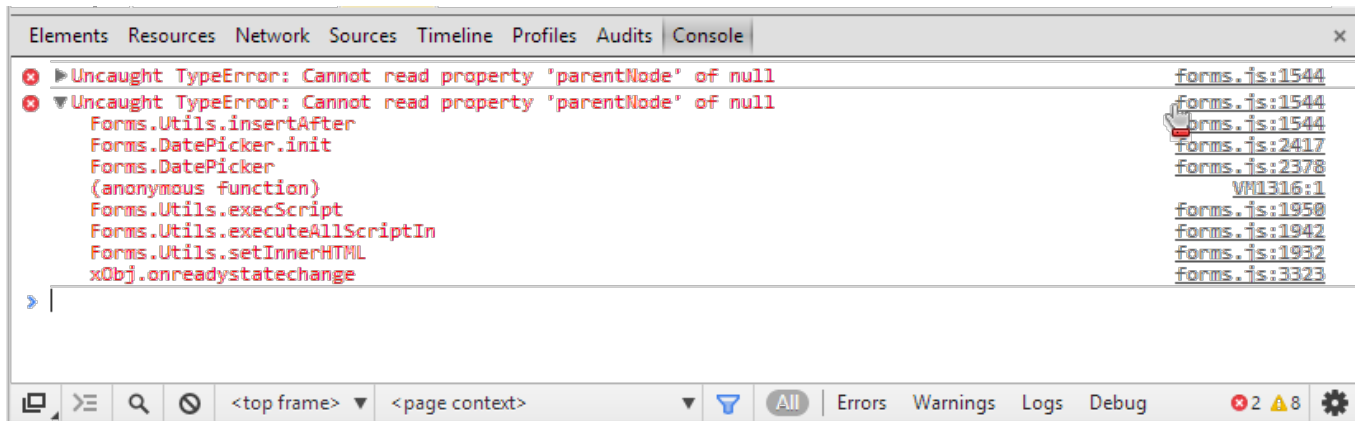 Elements Resources Network Sources Timeline Profiles Audits Console ×
Uncaught TypeError: Cannot read property 'parentNode' of null forms.js:1544
Uncaught TypeError: Cannot read property 'parentNode' of null forms.js:1544
Forms.Utils.insertAfter forms.js:1544
Forms.DatePicker.init forms.js:2417
Forms.DatePicker forms.js:2378
(anonymous function) VM1316:1
Forms.Utils.execScript forms.js:1950
Forms.Utils.executeAllScriptIn forms.js:1942
Forms.Utils.setInnerHTML forms.js:1932
xObj.onreadystatechange forms.js:3323
<top frame> <page context> All Errors Warnings Logs Debug 2 8